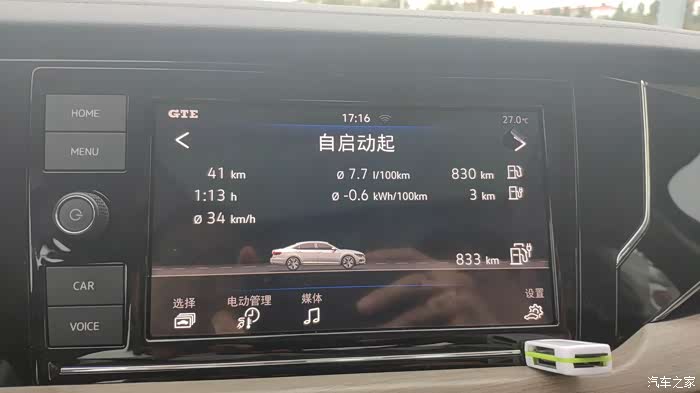 GTE
17:16
27.0℃
HOME
MENU
CAR
VOICE
自启动起
41 km
Ø 7.7 l/100km
830 km
1:13 h
Ø -0.6 kWh/100km
3 km
Ø 34 km/h
833 km
选择
电动管理
媒体
设置
汽车之家